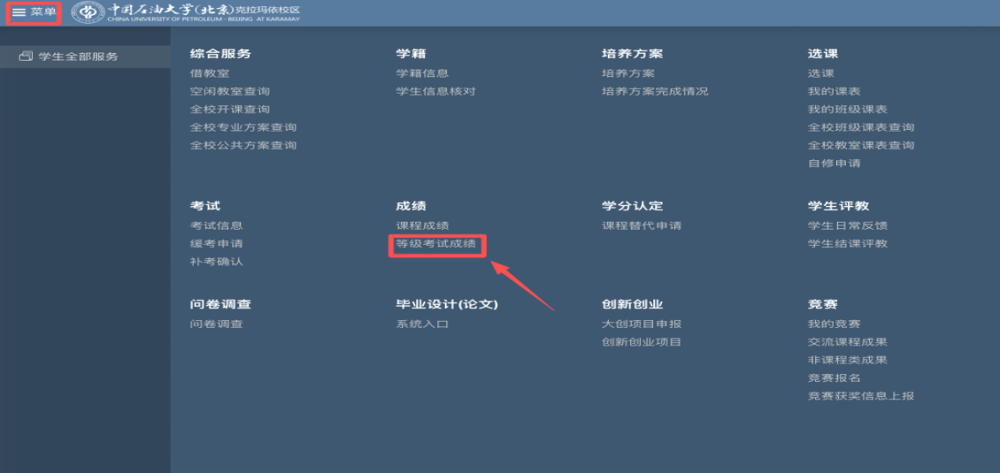 菜单
中国石油大学(北京)克拉玛依校区
CHINA UNIVERSITY OF PETROLEUM - BEIJING AT KARAMAY
学生全部服务
综合服务
借教室
空闲教室查询
全校开课查询
全校专业方案查询
全校公共方案查询
学籍
学籍信息
学生信息核对
培养方案
培养方案
培养方案完成情况
选课
选课
我的课表
我的班级课表
全校班级课表查询
全校教室课表查询
自修申请
考试
考试信息
缓考申请
补考确认
成绩
课程成绩
等级考试成绩
学分认定
课程替代申请
学生评教
学生日常反馈
学生结课评教
问卷调查
问卷调查
毕业设计(论文)
系统入口
创新创业
大创项目申报
创新创业项目
竞赛
我的竞赛
交流课程成果
非课程类成果
竞赛报名
竞赛获奖信息上报